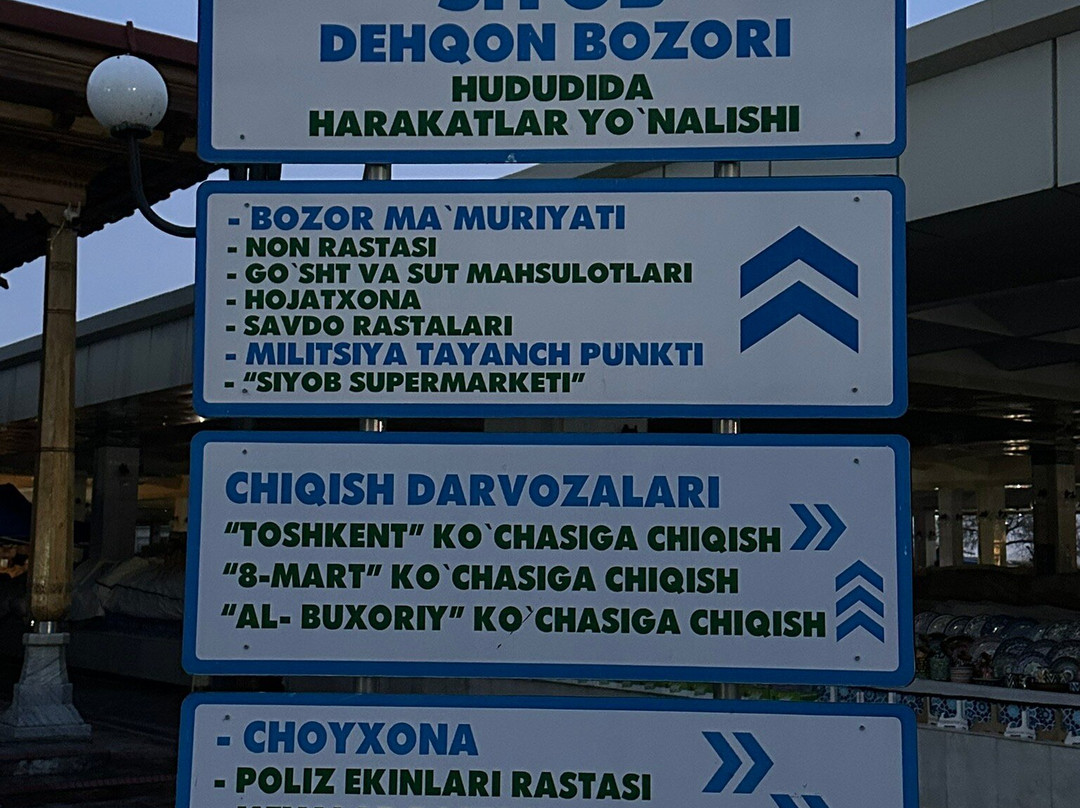 SIYOB
DEHQON BOZORI
HUDUDIDA
HARAKATLAR YO`NALISHI
- BOZOR MA`MURIYATI
- NON RASTASI
- GO`SHT VA SUT MAHSULOTLARI
- HOJATXONA
- SAVDO RASTALARI
- MILITSIYA TAYANCH PUNKTI
- “SIYOB SUPERMARKETI”
CHIQISH DARVOZALARI
“TOSHKENT” KO`CHASIGA CHIQISH
“8-MART” KO`CHASIGA CHIQISH
“AL- BUXORIY” KO`CHASIGA CHIQISH
- CHOYXONA
- POLIZ EKINLARI RASTASI